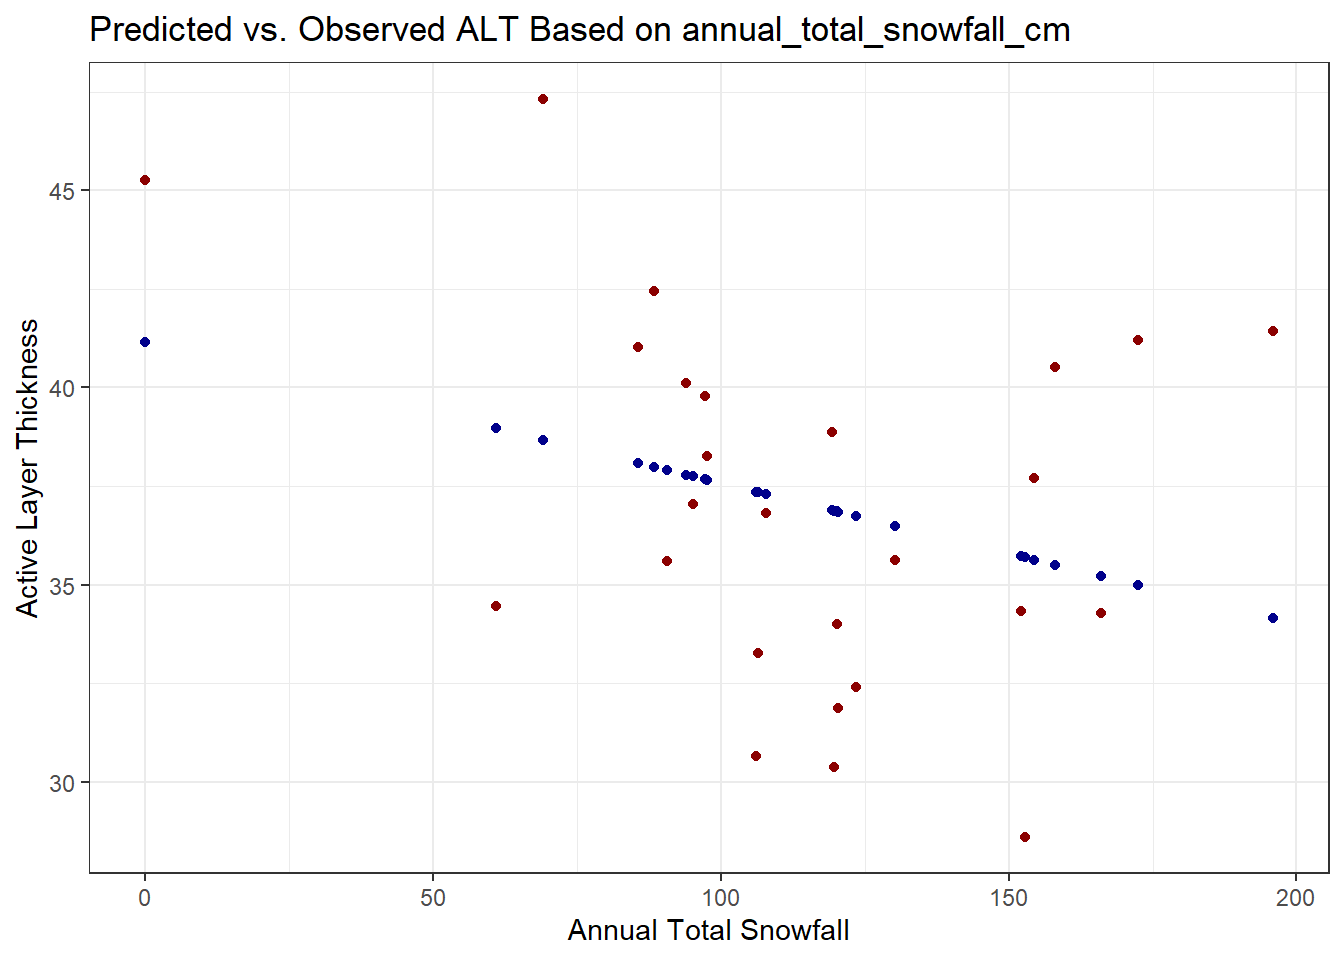 Predicted vs. Observed ALT Based on annual_total_snowfall_cm
45
40
35
30
Active Layer Thickness
0 50 100 150 200
Annual Total Snowfall